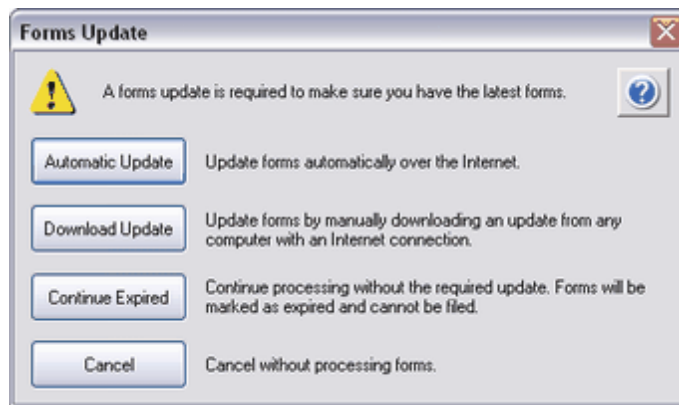 Forms Update
A forms update is required to make sure you have the latest forms.
Automatic Update
Update forms automatically over the Internet.
Download Update
Update forms by manually downloading an update from any
computer with an Internet connection.
Continue Expired
Continue processing without the required update. Forms will be
marked as expired and cannot be filed.
Cancel
Cancel without processing forms.